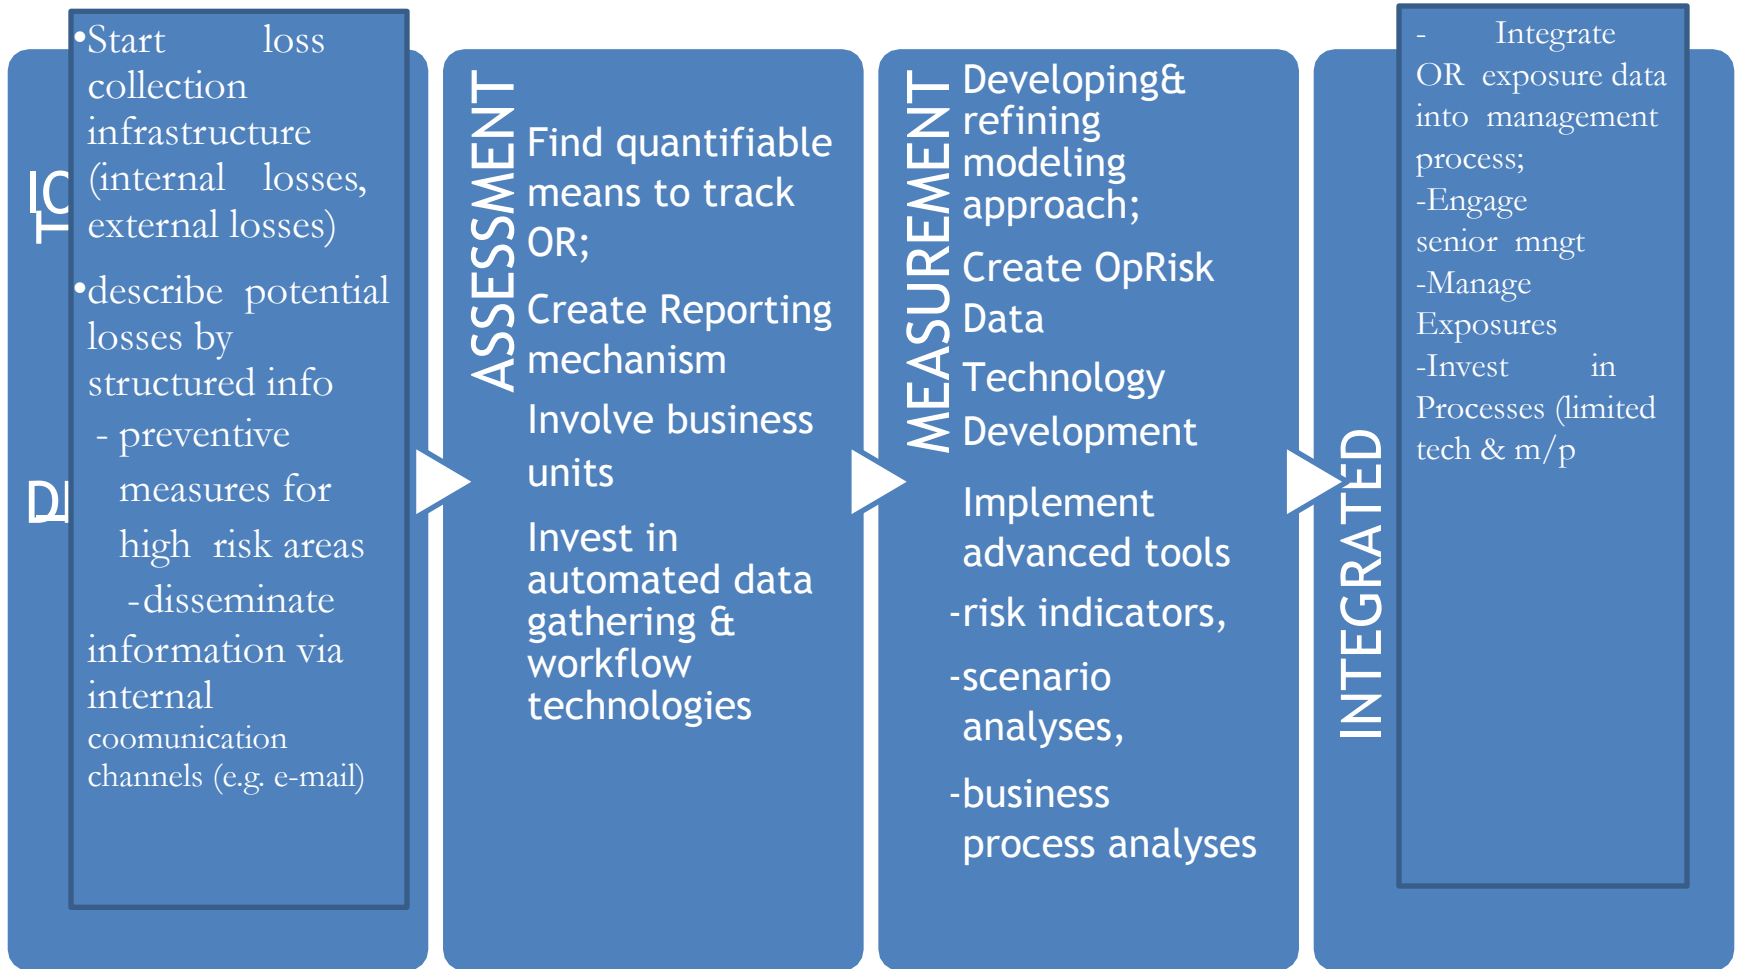 •Start loss
collection
infrastructure
(internal losses,
external losses)
•describe potential
losses by
structured info
- preventive
measures for
high risk areas
-disseminate
information via
internal
coomunication
channels (e.g. e-mail)
ASSESSMENT
Find quantifiable
means to track
OR;
Create Reporting
mechanism
Involve business
units
Invest in
automated data
gathering &
workflow
technologies
MEASUREMENT
Developing&
refining
modeling
approach;
Create OpRisk
Data
Technology
Development
Implement
advanced tools
-risk indicators,
-scenario
analyses,
-business
process analyses
INTEGRATED
- Integrate
OR exposure data
into management
process;
-Engage
senior mngt
-Manage
Exposures
-Invest in
Processes (limited
tech & m/p